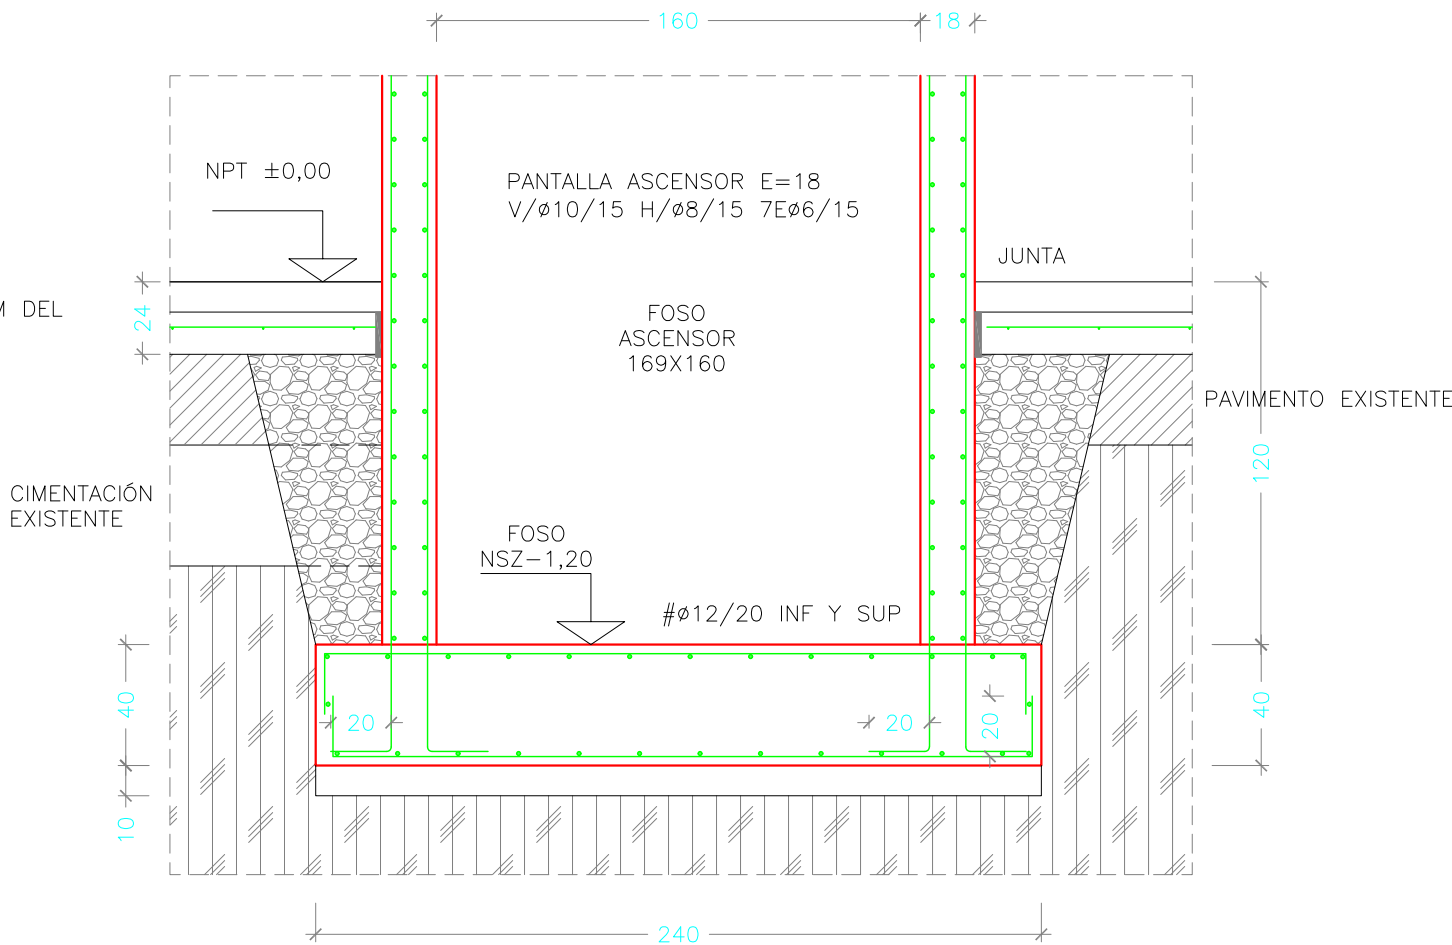 160
18
NPT ±0,00
PANTALLA ASCENSOR E=18
V/ø10/15 H/ø8/15 7Eø6/15
JUNTA
DEL
24
FOSO
ASCENSOR
169X160
PAVIMENTO EXISTENTE
120
CIMENTACIÓN
EXISTENTE
FOSO
NSZ-1,20
#ø12/20 INF Y SUP
40
20
20
20
40
10
240